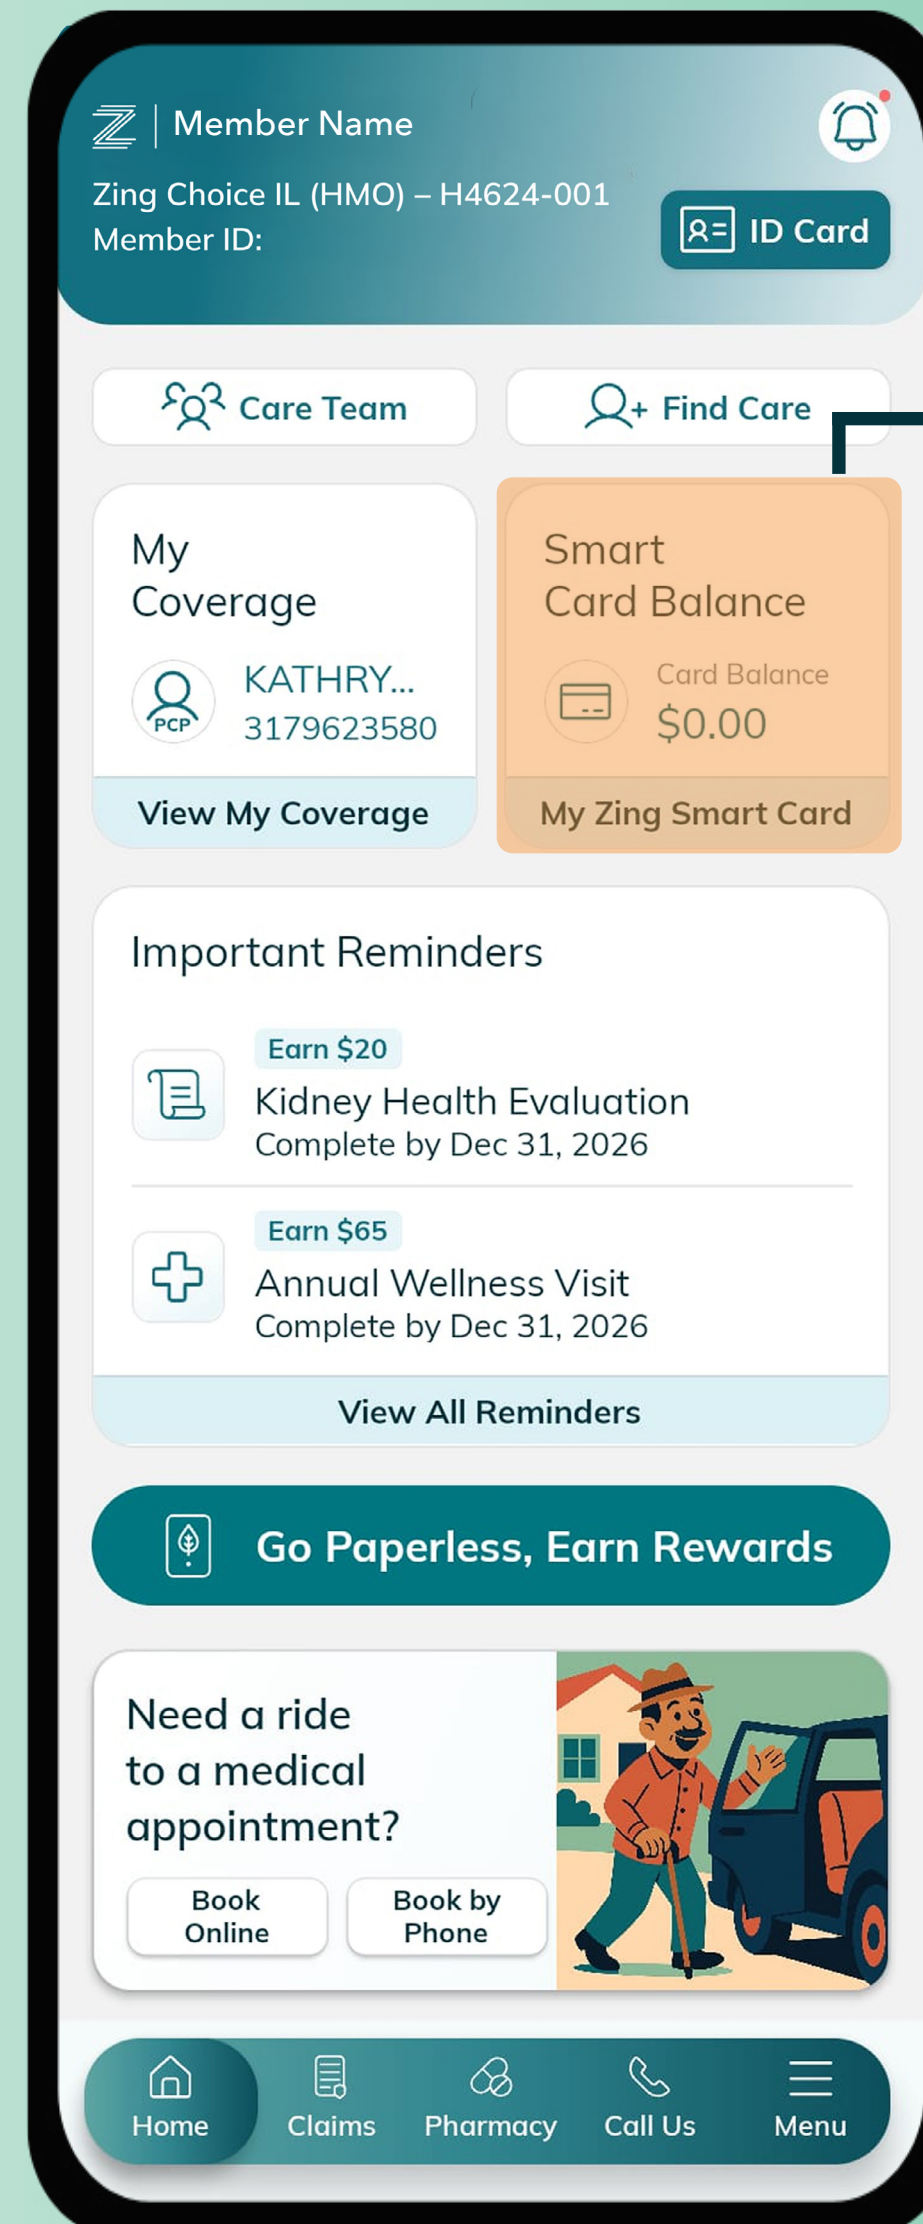 Member Name
Zing Choice IL (HMO) – H4624-001
Member ID:
ID Card
Care Team
Find Care
My
Coverage
KATHRY...
PCP
3179623580
View My Coverage
Smart
Card Balance
Card Balance
$0.00
My Zing Smart Card
Important Reminders
Earn $20
Kidney Health Evaluation
Complete by Dec 31, 2026
Earn $65
Annual Wellness Visit
Complete by Dec 31, 2026
View All Reminders
Go Paperless, Earn Rewards
Need a ride
to a medical
appointment?
Book
Online
Book by
Phone
Home
Claims
Pharmacy
Call Us
Menu